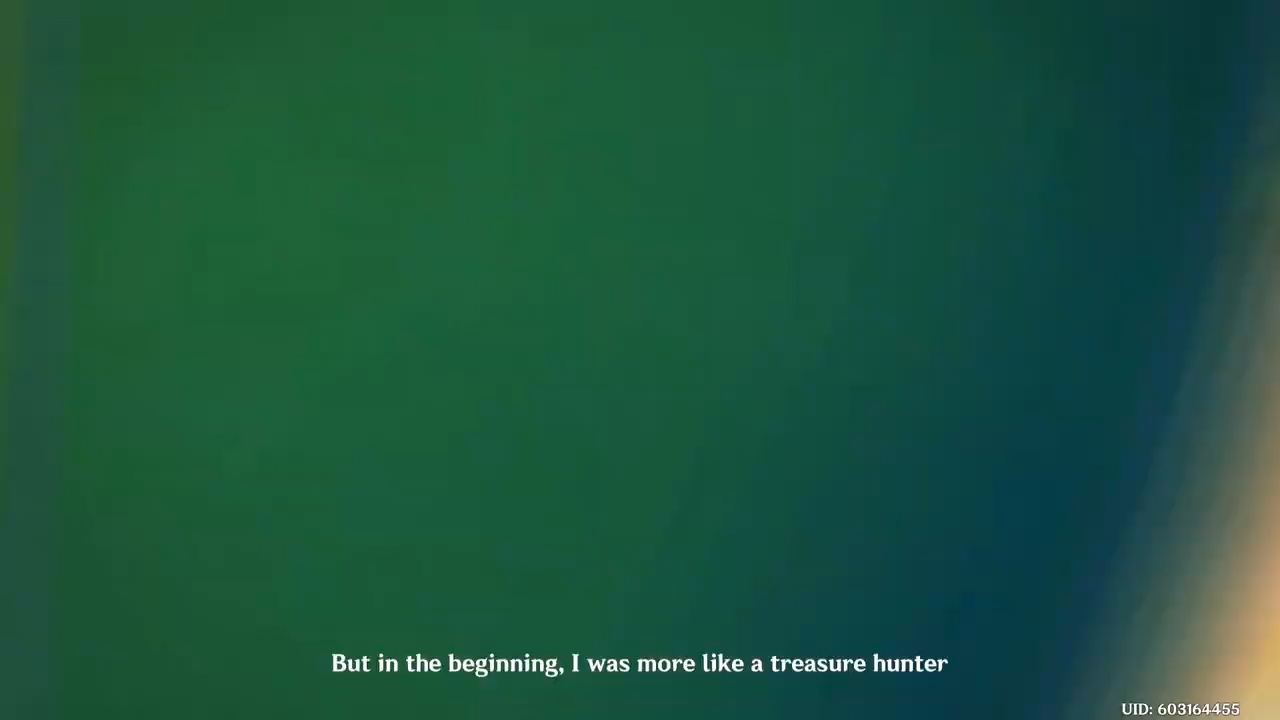 But in the beginning, I was more like a treasure hunter
UID: 603164455